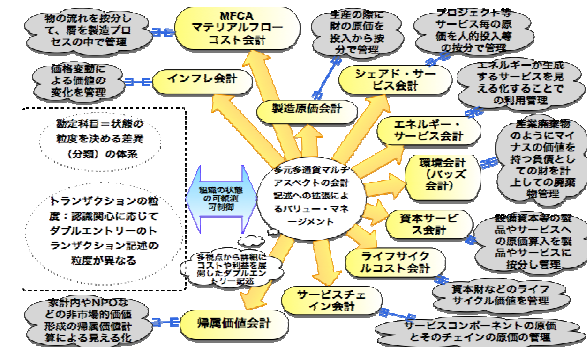 物の流れを按分し
て、屑を製造プロ
セスの中で管理
MFCA
マテリアルフロー
コスト会計
生産の際に
財の原価を
投入から按
分で管理
プロジェクト等
サービス毎の原
価を人的投入等
の按分で管理
価格変動に
よる価値の
変化を管理
インフレ会計
製造原価会計
シェアド・サー
ビス会計
エネルギーが生成
するサービスを見
える化することで
の利用管理
エネルギー・
サービス会計
勘定科目＝状態の
粒度を決める差異
（分類）の体系
トランザクションの粒
度：認識関心に応じて
ダブルエントリーのト
ランザクション記述の
粒度が異なる
組織の状態
の可観測
可制御
多元多通貨マルチ
アスペクトの会計
記述への拡張によ
るバリュー・マネ
ージメント
環境会計
（バッズ
会計）
産業廃棄物
のようにマイ
ナスの価値を
持つ負債とし
ての財を計
上しての廃棄
物管理
資本サービ
ス会計
設備資本等の製
品やサービスへ
の原価算入を製
品やサービスに
按分し管理
多視点から詳細に
コストや利益を展
開したダブルエン
トリー記述
ライフサイク
ルコスト会計
資本財などのライフ
サイクル価値を管理
家計内やNPOな
どの非市場的価値
形成の帰属価値計
算による見える化
帰属価値会計
サービスチェ
イン会計
サービスコンポーネントの原価
とそのチェインの原価の管理